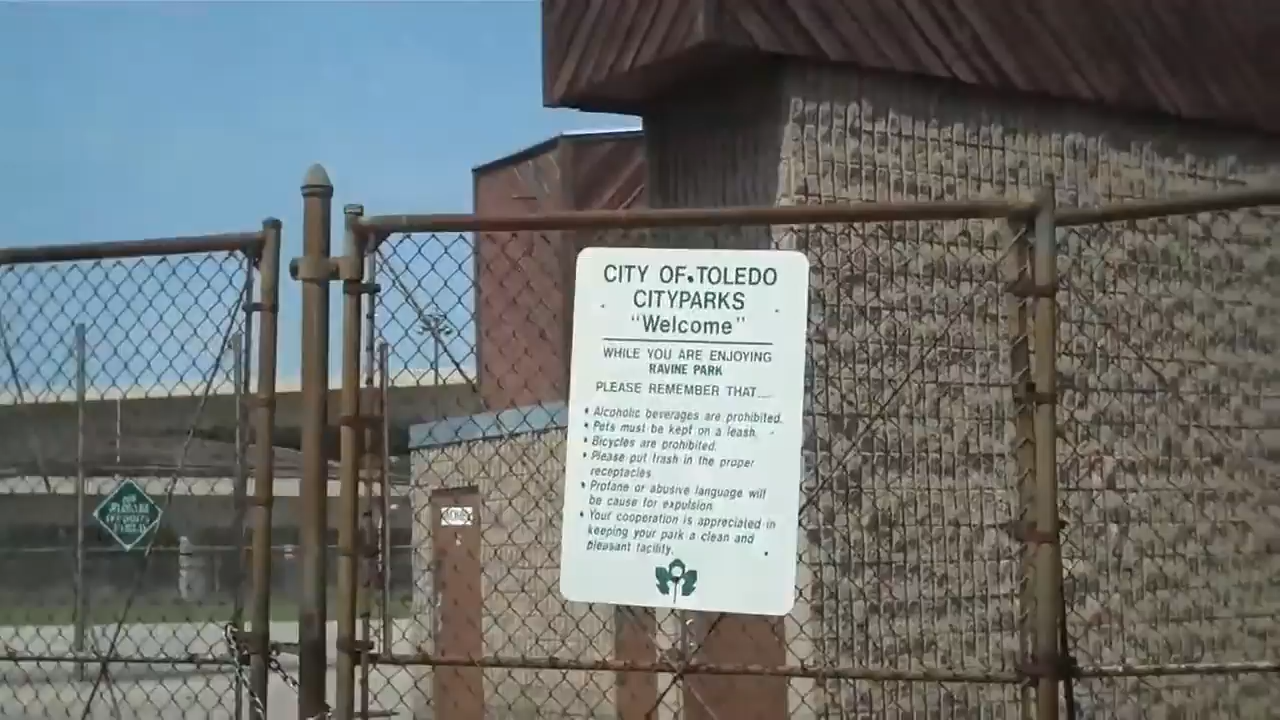 CITY OF TOLEDO
CITYPARKS
"Welcome"
WHILE YOU ARE ENJOYING
RAVINE PARK
PLEASE REMEMBER THAT....
• Alcoholic beverages are prohibited.
• Pets must be kept on a leash.
• Bicycles are prohibited.
• Please put trash in the proper
receptacles.
• Profane or abusive language will
be cause for expulsion.
• Your cooperation is appreciated in
keeping your park a clean and
pleasant facility.